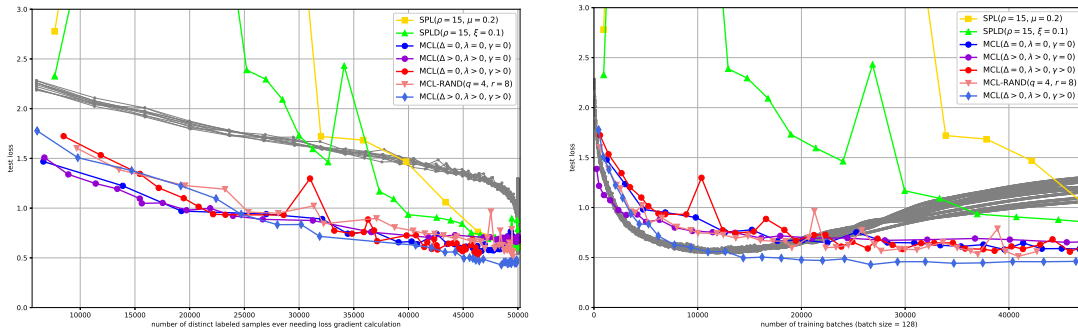 3.0
2.5
2.0
1.5
1.0
0.5
0.0
test loss
10000
15000
20000
25000
30000
35000
40000
45000
50000
number of distinct labeled samples ever needing loss gradient calculation
SPL(ρ = 15, μ = 0.2)
SPLD(ρ = 15, ξ = 0.1)
MCL(Δ = 0, λ = 0, γ = 0)
MCL(Δ > 0, λ > 0, γ = 0)
MCL(Δ = 0, λ > 0, γ > 0)
MCL-RAND(q = 4, r = 8)
MCL(Δ > 0, λ > 0, γ > 0)
3.0
2.5
2.0
1.5
1.0
0.5
0.0
test loss
0
10000
20000
30000
40000
number of training batches (batch size = 128)
SPL(ρ = 15, μ = 0.2)
SPLD(ρ = 15, ξ = 0.1)
MCL(Δ = 0, λ = 0, γ = 0)
MCL(Δ > 0, λ > 0, γ = 0)
MCL(Δ = 0, λ > 0, γ > 0)
MCL-RAND(q = 4, r = 8)
MCL(Δ > 0, λ > 0, γ > 0)